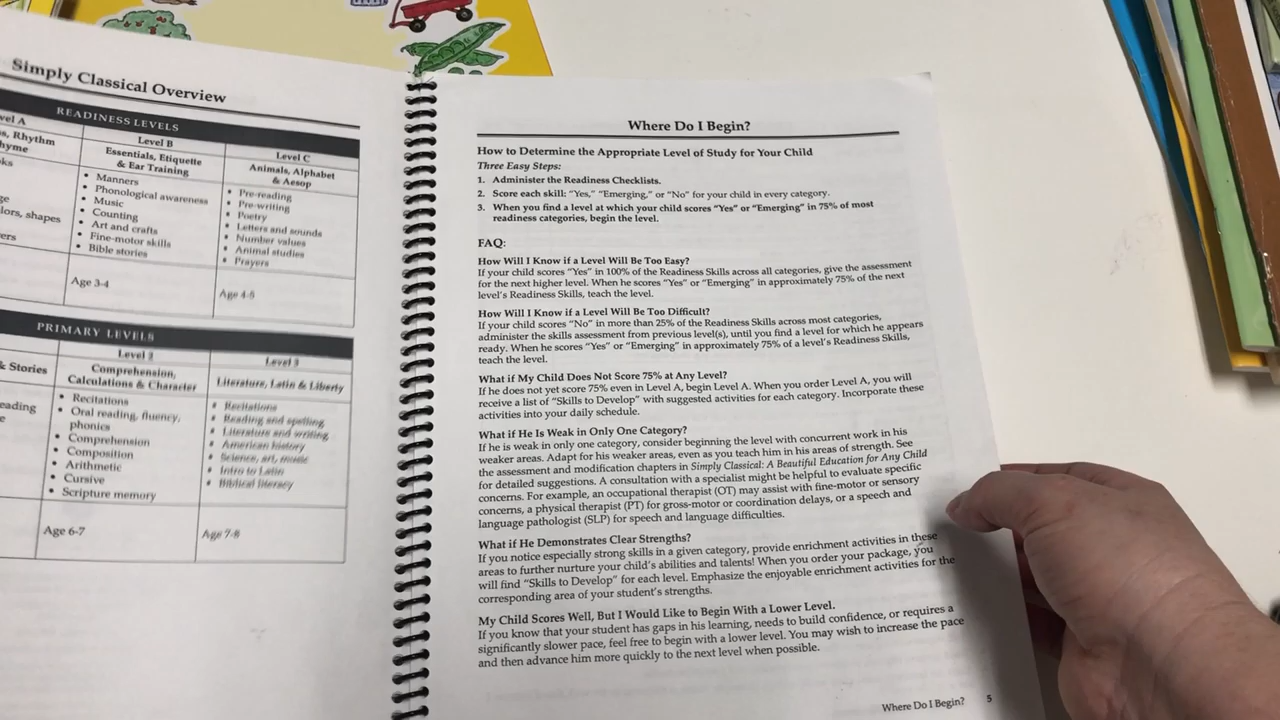 Simply Classical Overview
READINESS LEVELS
Level B
Essentials, Etiquette
& Ear Training
• Manners
• Phonological awareness
• Music
• Counting
• Art and crafts
• Fine-motor skills
• Bible stories
Age 3-4
Level C
Animals, Alphabet
& Aesop
• Pre-reading
• Pre-writing
• Poetry
• Letters and sounds
• Number values
• Animal studies
• Prayers
Age 4-5
PRIMARY LEVELS
& Stories
Level 2
Comprehension,
Calculations & Character
• Recitations
• Oral reading, fluency,
phonics
• Comprehension
• Composition
• Arithmetic
• Cursive
• Scripture memory
Age 6-7
Level 3
Literature, Latin & Liberty
• Recitations
• Reading and spelling
• Literature and writing
• American history
• Science, art, music
• Intro to Latin
• Biblical literacy
Age 7-8
Where Do I Begin?
How to Determine the Appropriate Level of Study for Your Child
Three Easy Steps:
1. Administer the Readiness Checklists.
2. Score each skill: "Yes," "Emerging," or "No" for your child in every category.
3. When you find a level at which your child scores "Yes" or "Emerging" in 75% of most
readiness categories, begin the level.
FAQ:
How Will I Know if a Level Will Be Too Easy?
If your child scores "Yes" in 100% of the Readiness Skills across all categories, give the assessment
for the next higher level. When he scores "Yes" or "Emerging" in approximately 75% of the next
level's Readiness Skills, teach the level.
How Will I Know if a Level Will Be Too Difficult?
If your child scores "No" in more than 25% of the Readiness Skills across most categories,
administer the skills assessment from previous level(s), until you find a level for which he appears
ready. When he scores "Yes" or "Emerging" in approximately 75% of a level's Readiness Skills,
teach the level.
What if My Child Does Not Score 75% at Any Level?
If he does not yet score 75% even in Level A, begin Level A. When you order Level A, you will
receive a list of "Skills to Develop" with suggested activities for each category. Incorporate these
activities into your daily schedule.
What if He Is Weak in Only One Category?
If he is weak in only one category, consider beginning the level with concurrent work in his
weaker areas. Adapt for his weaker areas, even as you teach him in his areas of strength. See
the assessment and modification chapters in Simply Classical: A Beautiful Education for Any Child
for detailed suggestions. A consultation with a specialist might be helpful to evaluate specific
concerns. For example, an occupational therapist (OT) may assist with fine-motor or sensory
concerns, a physical therapist (PT) for gross-motor or coordination delays, or a speech and
language pathologist (SLP) for speech and language difficulties.
What if He Demonstrates Clear Strengths?
If you notice especially strong skills in a given category, provide enrichment activities in these
areas to further nurture your child's abilities and talents! When you order your package, you
will find "Skills to Develop" for each level. Emphasize the enjoyable enrichment activities for the
corresponding area of your student's strengths.
My Child Scores Well, But I Would Like to Begin With a Lower Level.
If you know that your student has gaps in his learning, needs to build confidence, or requires a
significantly slower pace, feel free to begin with a lower level. You may wish to increase the pace
and then advance him more quickly to the next level when possible.
Where Do I Begin? 5